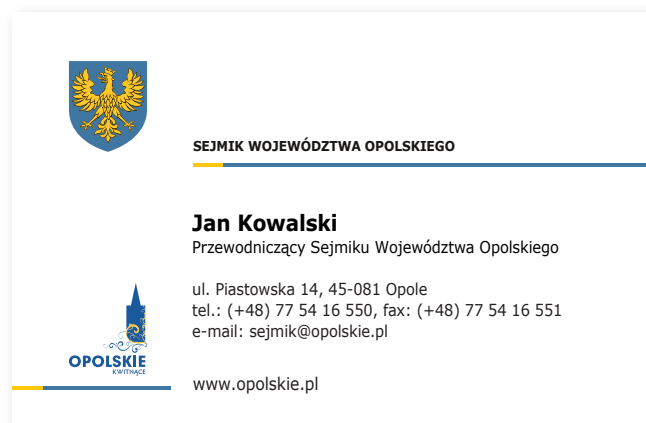 SEJMIK WOJEWÓDZTWA OPOLSKIEGO
Jan Kowalski
Przewodniczący Sejmiku Województwa Opolskiego
ul. Piastowska 14, 45-081 Opole
tel.: (+48) 77 54 16 550, fax: (+48) 77 54 16 551
e-mail: sejmik@opolskie.pl
OPOLSKIE
KWITNĄCE
www.opolskie.pl